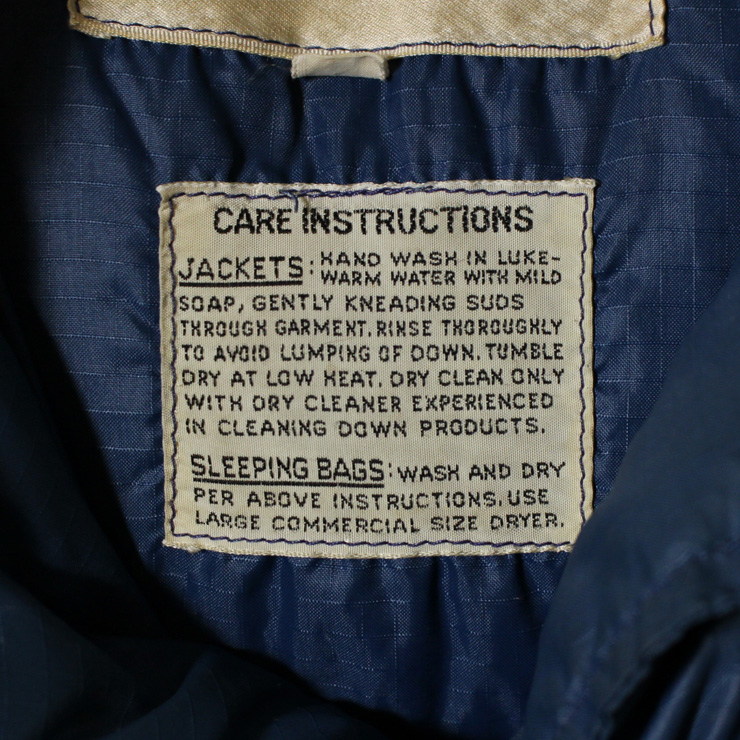 CARE INSTRUCTIONS
JACKETS: HAND WASH IN LUKE-
WARM WATER WITH MILD
SOAP, GENTLY KNEADING SUDS
THROUGH GARMENT. RINSE THOROUGHLY
TO AVOID LUMPING OF DOWN. TUMBLE
DRY AT LOW HEAT. DRY CLEAN ONLY
WITH DRY CLEANER EXPERIENCED
IN CLEANING DOWN PRODUCTS.
SLEEPING BAGS: WASH AND DRY
PER ABOVE INSTRUCTIONS. USE
LARGE COMMERCIAL SIZE DRYER.